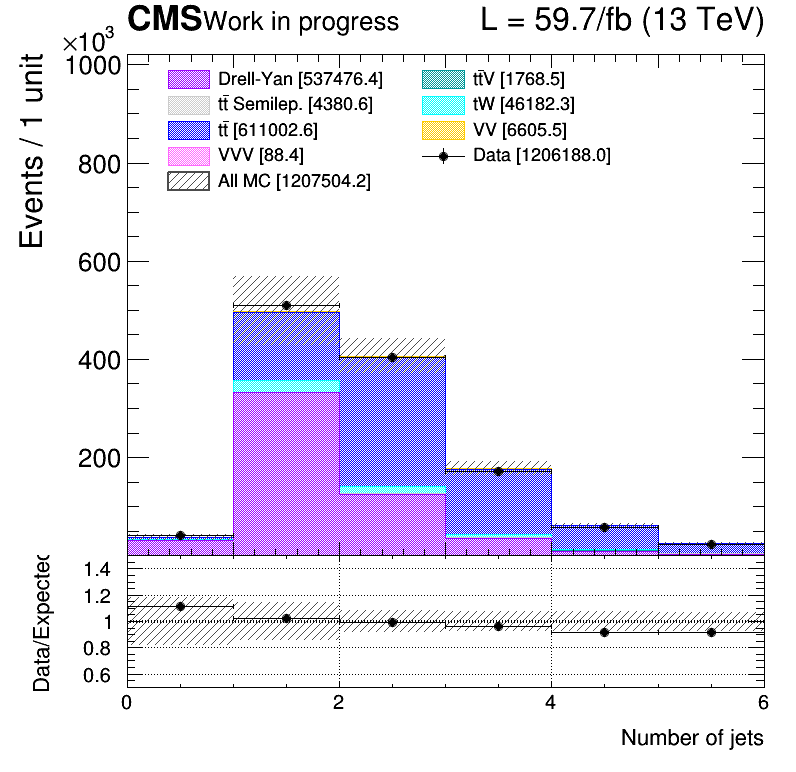 CMS Work in progress L = 59.7/fb (13 TeV)
×10³
Events / 1 unit
1000
800
600
400
200
Drell-Yan [537476.4]
tt̄ Semilep. [4380.6]
tt̄ [611002.6]
VVV [88.4]
All MC [1207504.2]
tt̄V [1768.5]
tW [46182.3]
VV [6605.5]
Data [1206188.0]
Data/Expected
1.4
1.2
1
0.8
0.6
0 2 4 6
Number of jets